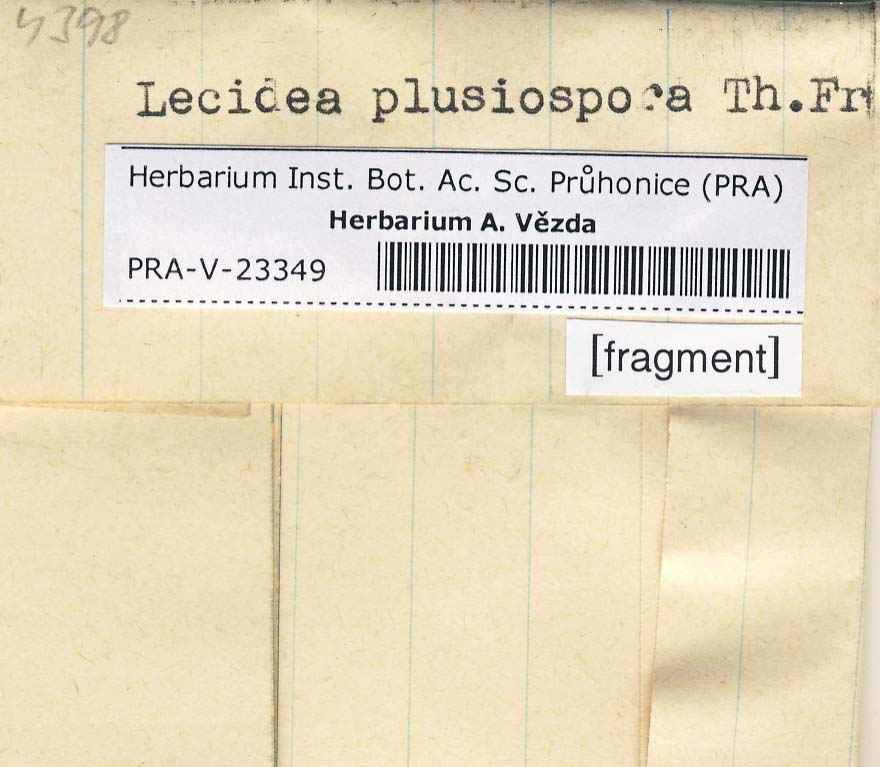 4398
Lecidea plusiospora Th.Fr
Herbarium Inst. Bot. Ac. Sc. Průhonice (PRA)
Herbarium A. Vězda
PRA-V-23349
[fragment]